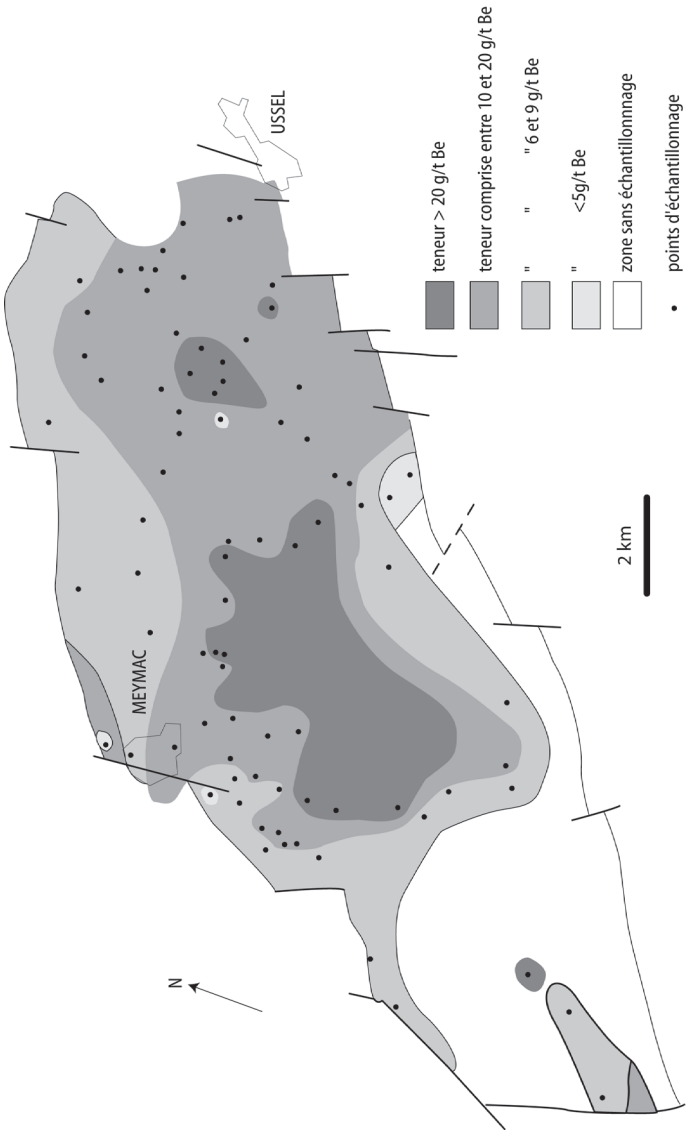 USSEL
MEYMAC
N
2 km
teneur > 20 g/t Be
teneur comprise entre 10 et 20 g/t Be
" " " 6 et 9 g/t Be
" <5g/t Be
zone sans échantillonnnage
points d'échantillonnage